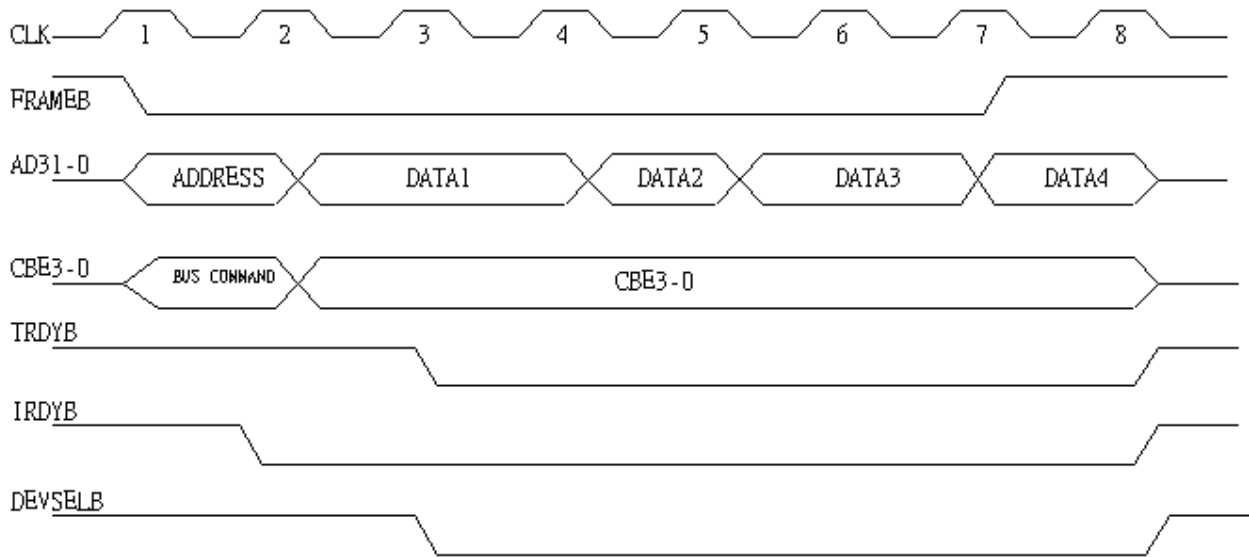 CLK 1 2 3 4 5 6 7 8
FRAMEB
AD31-0 ADDRESS DATA1 DATA2 DATA3 DATA4
CBE3-0 BUS COMMAND CBE3-0
TRDYB
IRDYB
DEVSELB